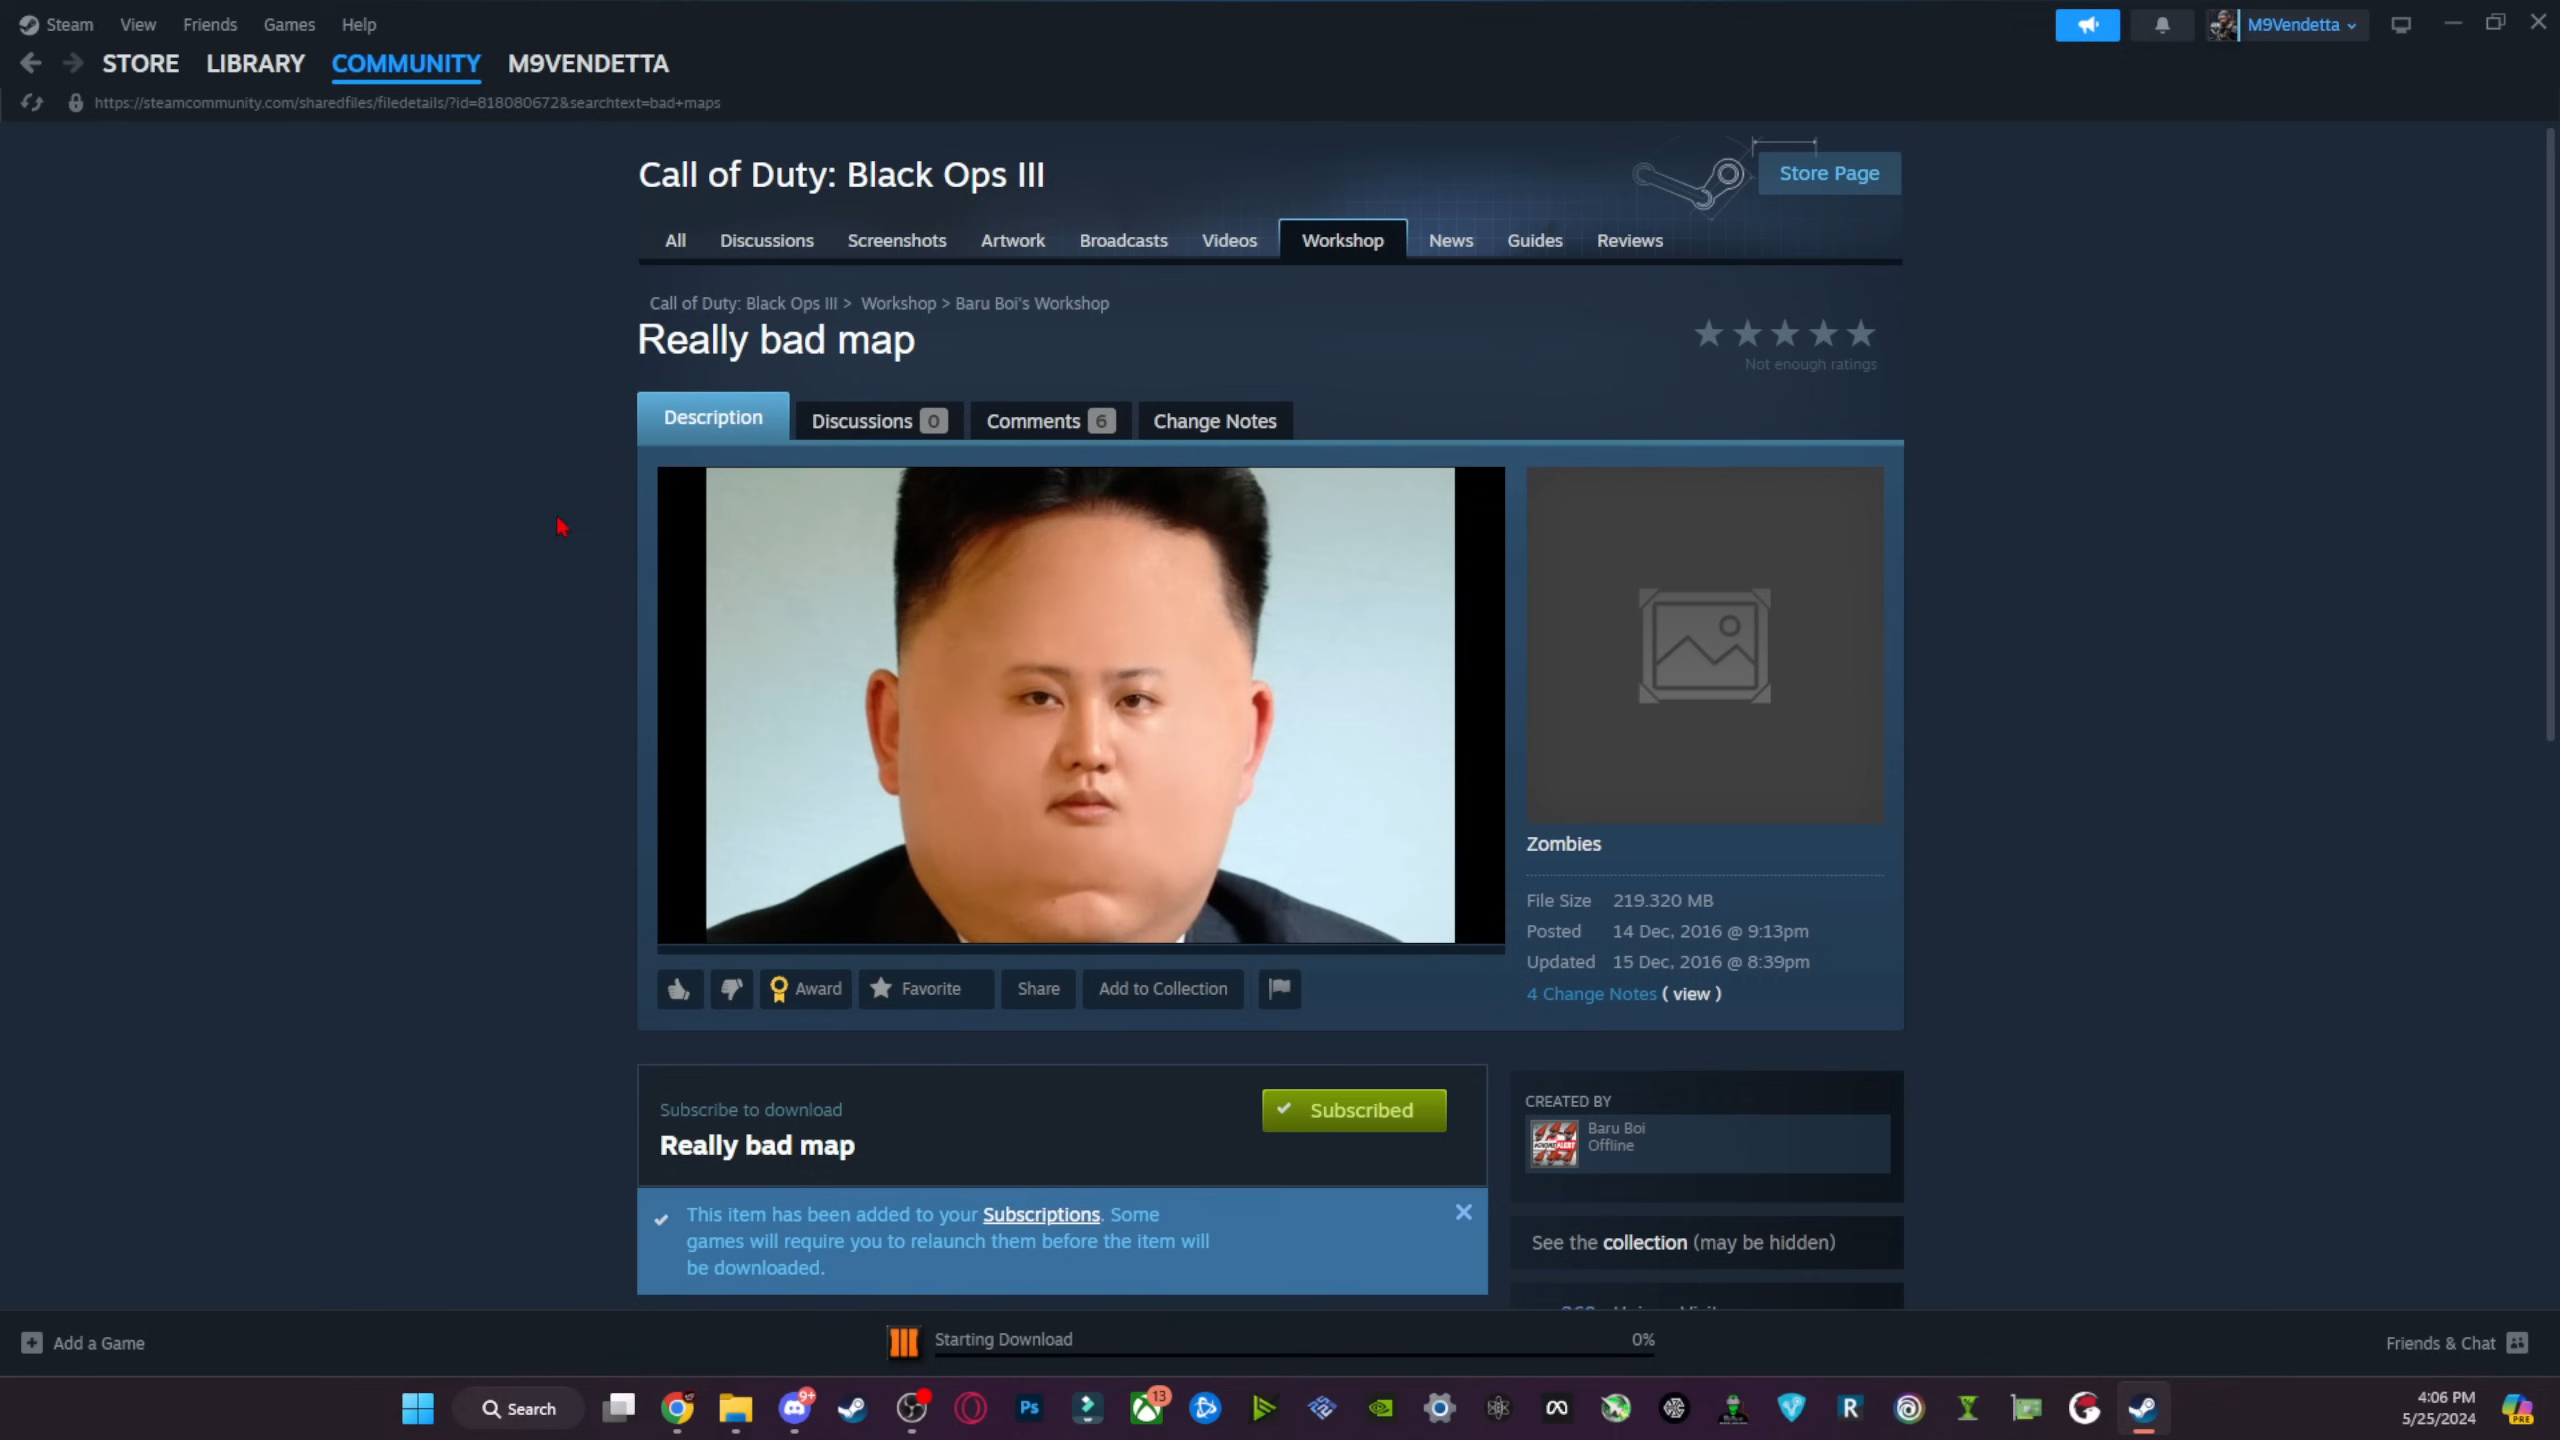 Steam View Friends Games Help
M9Vendetta
STORE LIBRARY COMMUNITY M9VENDETTA
https://steamcommunity.com/sharedfiles/filedetails/?id=818080672&searchtext=bad+maps
Call of Duty: Black Ops III
Store Page
All Discussions Screenshots Artwork Broadcasts Videos Workshop News Guides Reviews
Call of Duty: Black Ops III > Workshop > Baru Boi's Workshop
Really bad map
Not enough ratings
Description Discussions 0 Comments 6 Change Notes
Zombies
File Size 219.320 MB
Posted 14 Dec, 2016 @ 9:13pm
Updated 15 Dec, 2016 @ 8:39pm
4 Change Notes ( view )
Award Favorite Share Add to Collection
Subscribe to download
Really bad map
Subscribed
This item has been added to your Subscriptions. Some
games will require you to relaunch them before the item will
be downloaded.
CREATED BY
Baru Boi
Offline
See the collection (may be hidden)
Add a Game
Starting Download 0%
Friends & Chat
Search
9+
Ps
13
R
4:06 PM
5/25/2024
PRE